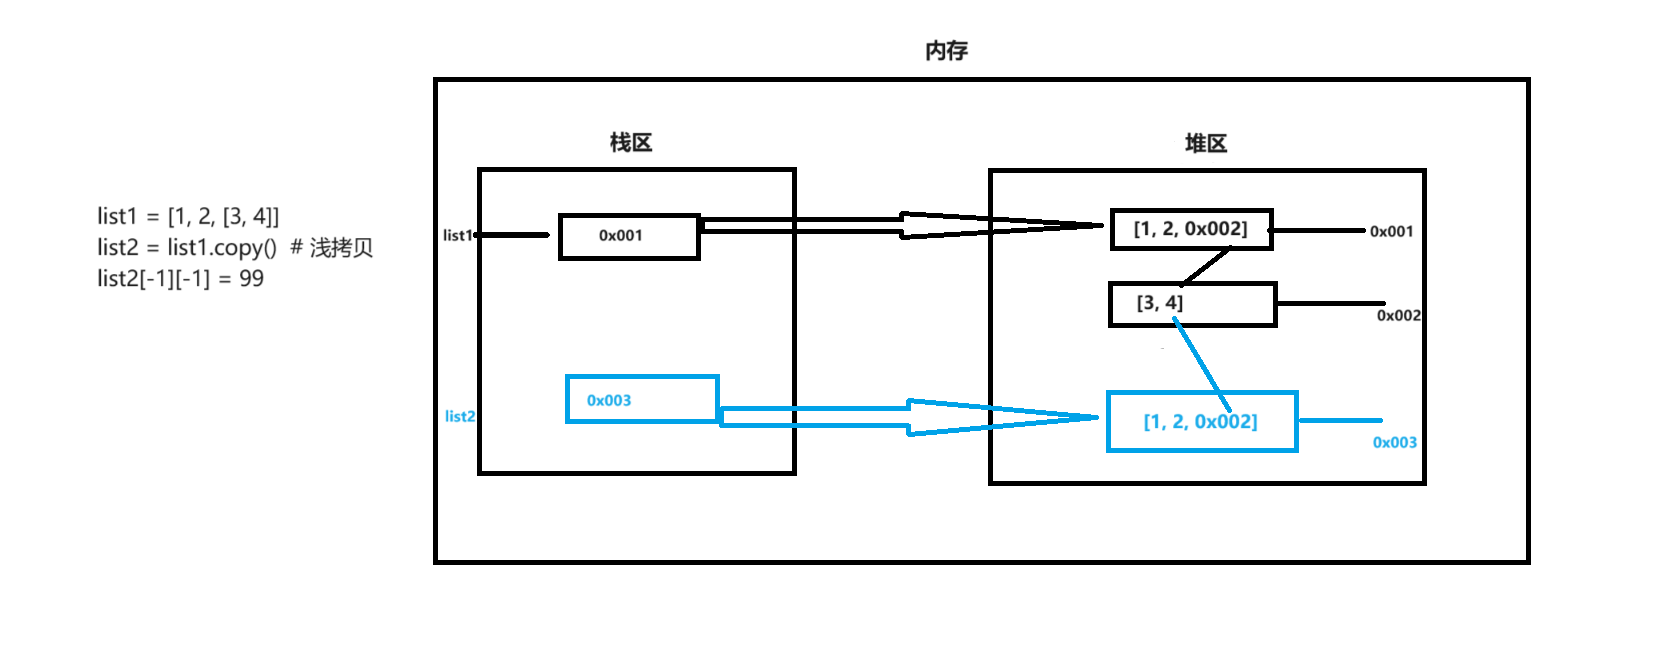 内存
栈区
堆区
list1 = [1, 2, [3, 4]]
list2 = list1.copy()  # 浅拷贝
list2[-1][-1] = 99
list1
0x001
[1, 2, 0x002]
0x001
[3, 4]
0x002
list2
0x003
[1, 2, 0x002]
0x003